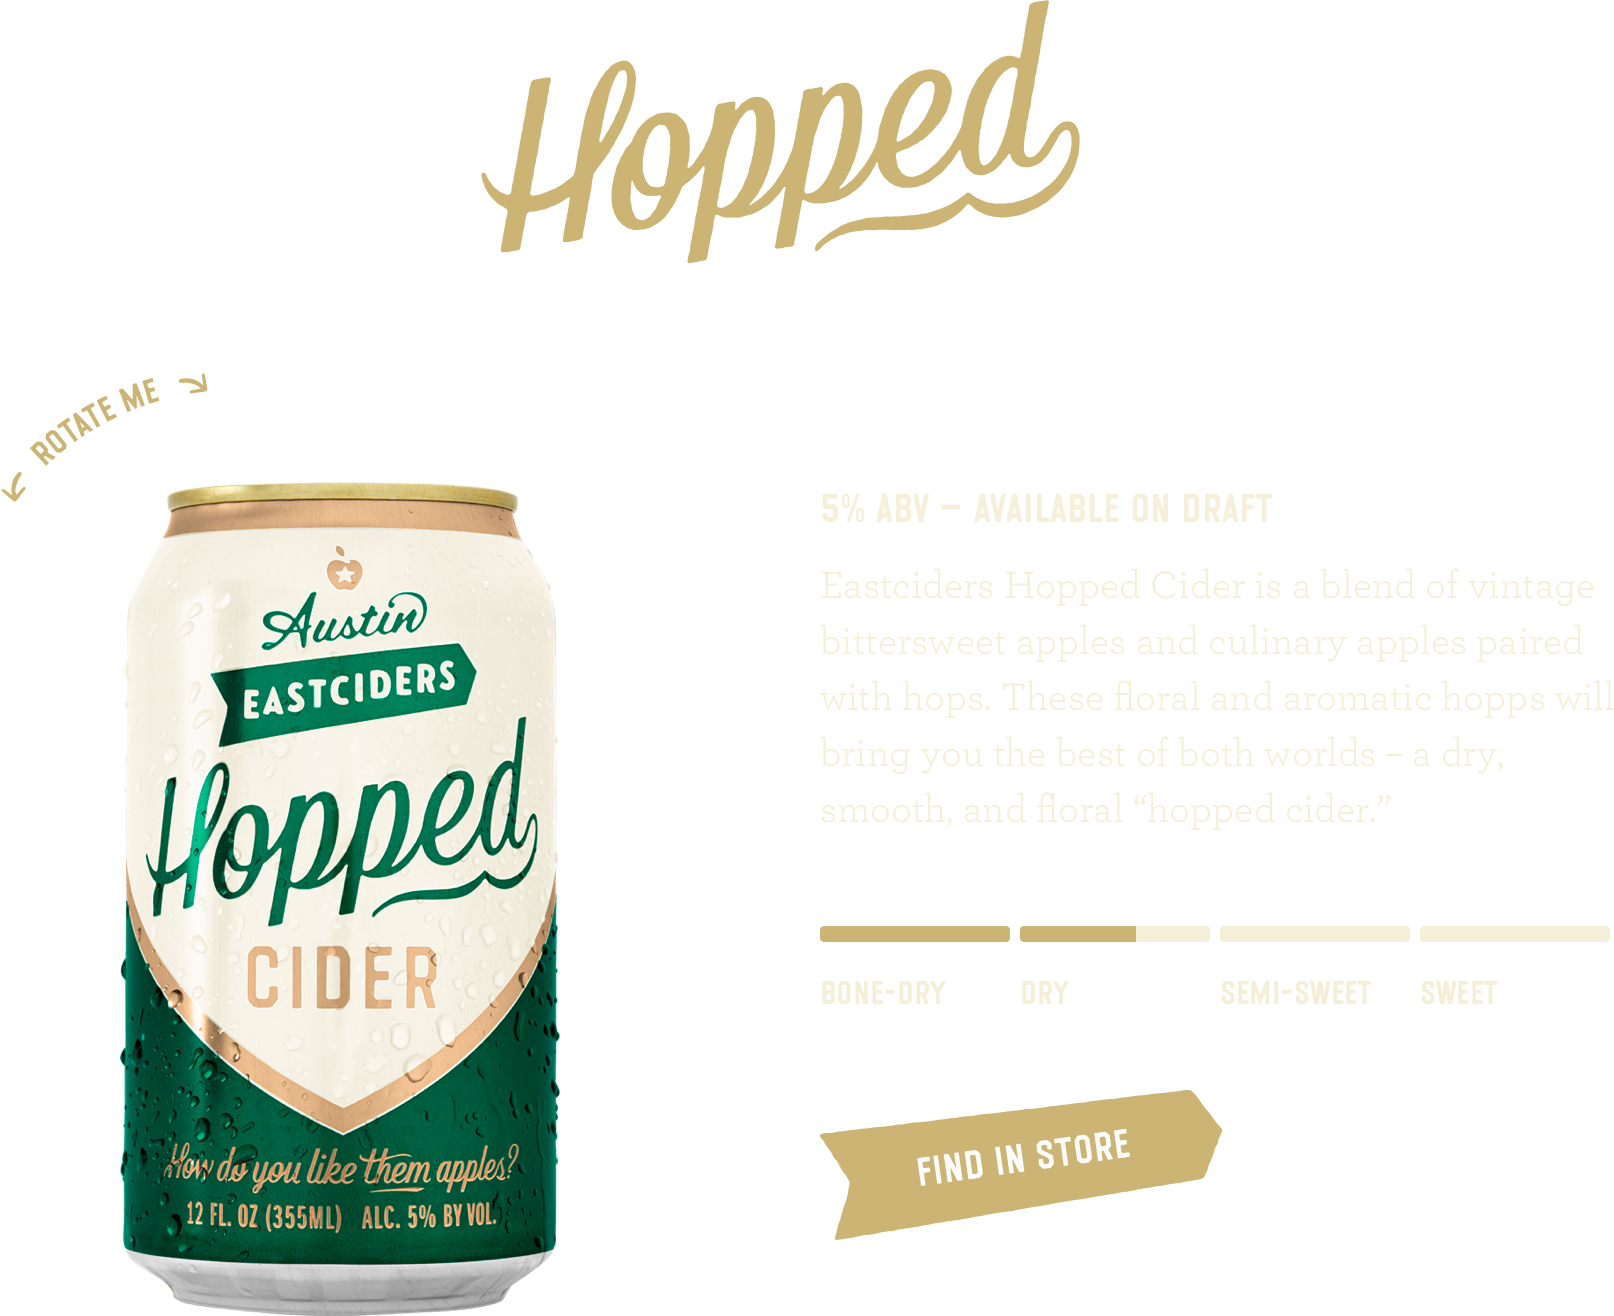 Hopped
ROTATE ME
Austin
EASTCIDERS
Hopped
CIDER
How do you like them apples?
12 FL. OZ (355ML) ALC. 5% BY VOL.
5% ABV – AVAILABLE ON DRAFT
Eastciders Hopped Cider is a blend of vintage
bittersweet apples and culinary apples paired
with hops. These floral and aromatic hopps will
bring you the best of both worlds – a dry,
smooth, and floral “hopped cider.”
BONE-DRY DRY SEMI-SWEET SWEET
FIND IN STORE